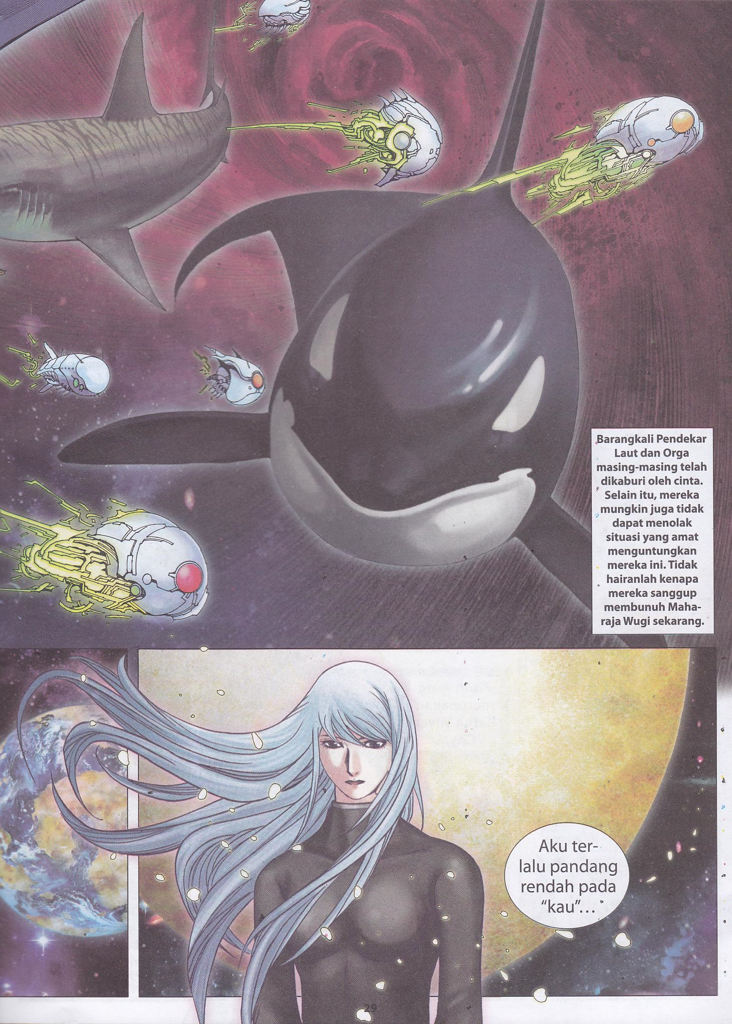 Barangkali Pendekar
Laut dan Orga
masing-masing telah
dikaburi oleh cinta.
Selain itu, mereka
mungkin juga tidak
dapat menolak
situasi yang amat
menguntungkan
mereka ini. Tidak
hairanlah kenapa
mereka sanggup
membunuh Maha-
raja Wugi sekarang.
Aku ter-
lalu pandang
rendah pada
“kau”...
29